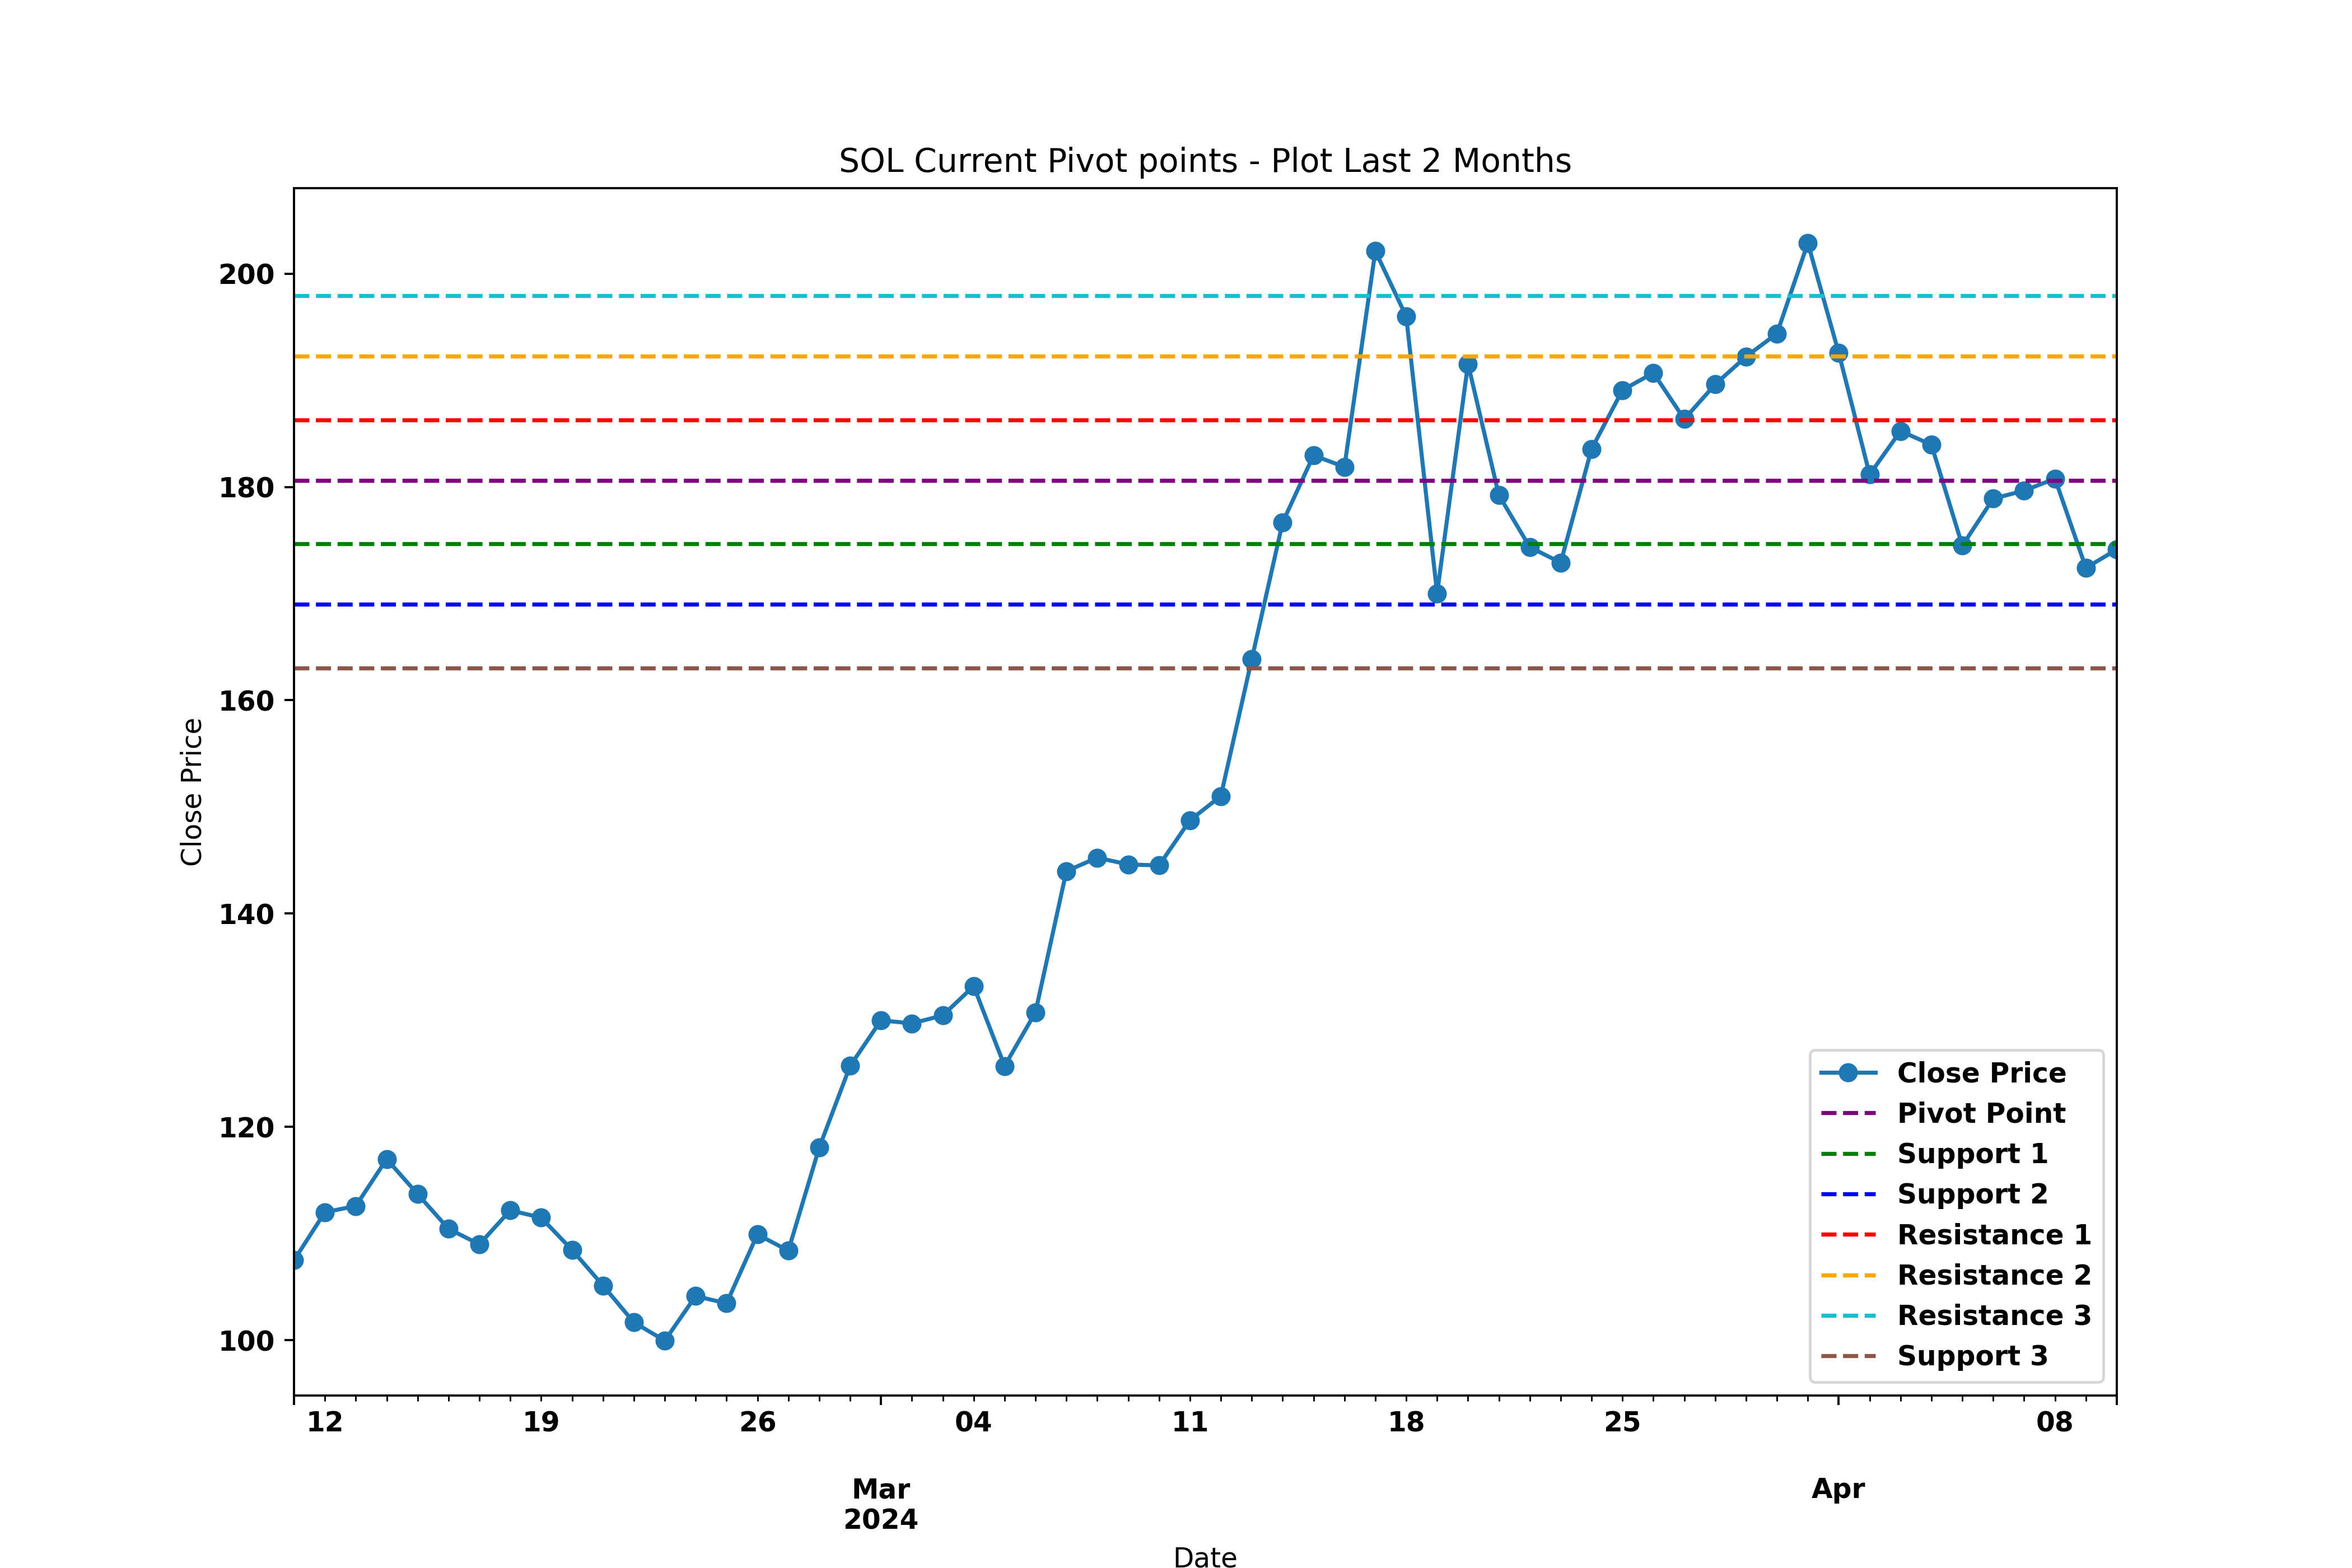 SOL Current Pivot points - Plot Last 2 Months
200
180
160
140
120
100
Close Price
Close Price
Pivot Point
Support 1
Support 2
Resistance 1
Resistance 2
Resistance 3
Support 3
12 19 26 04 11 18 25 08
Mar Apr
2024
Date